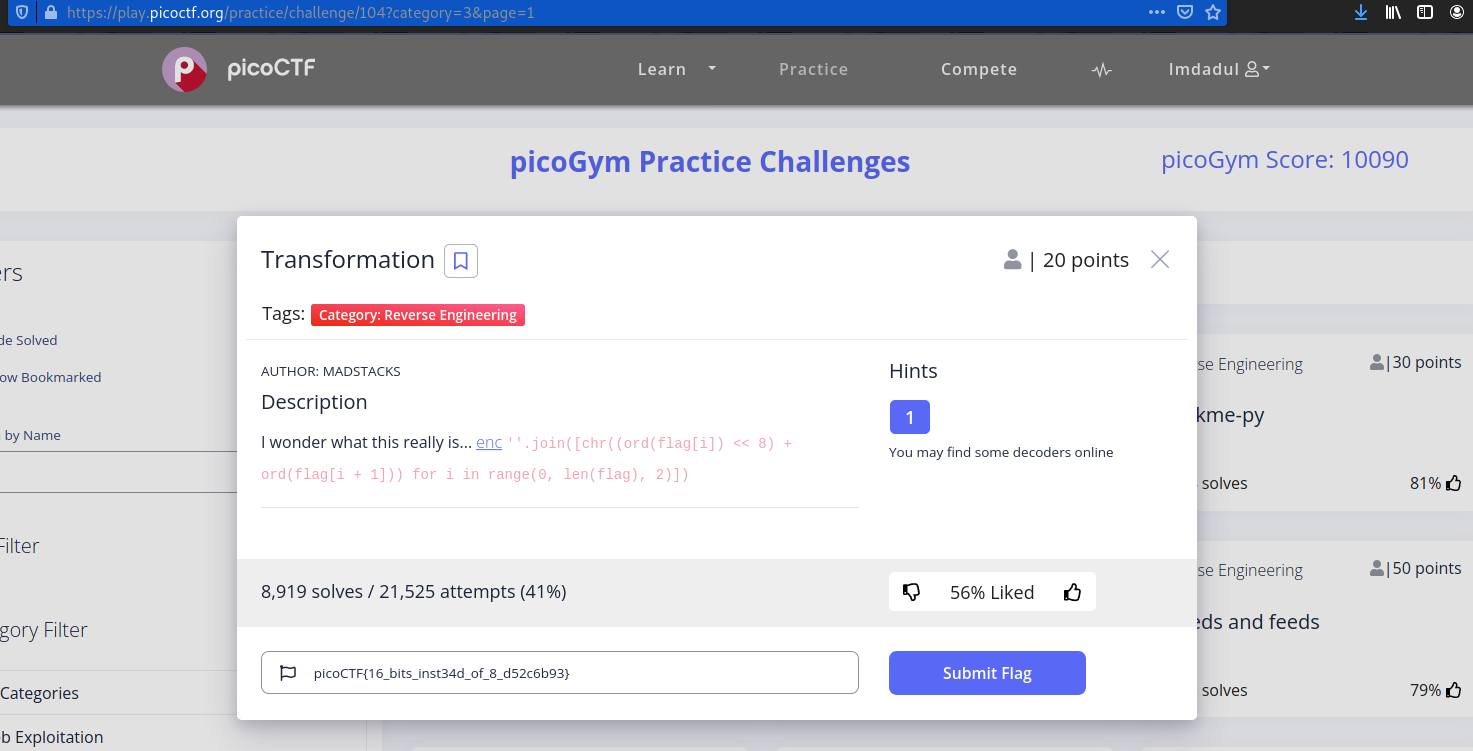 https://play.picoctf.org/practice/challenge/104?category=3&page=1
picoCTF
Learn
Practice
Compete
Imdadul
picoGym Practice Challenges
picoGym Score: 10090
ers
Transformation
| 20 points
Tags: Category: Reverse Engineering
de Solved
ow Bookmarked
by Name
AUTHOR: MADSTACKS
Description
I wonder what this really is... enc ''.join([chr((ord(flag[i]) << 8) +
ord(flag[i + 1])) for i in range(0, len(flag), 2)])
Hints
1
You may find some decoders online
se Engineering
|30 points
kme-py
solves
81%
Filter
8,919 solves / 21,525 attempts (41%)
56% Liked
se Engineering
|50 points
eds and feeds
gory Filter
picoCTF{16_bits_inst34d_of_8_d52c6b93}
Submit Flag
Categories
solves
79%
b Exploitation